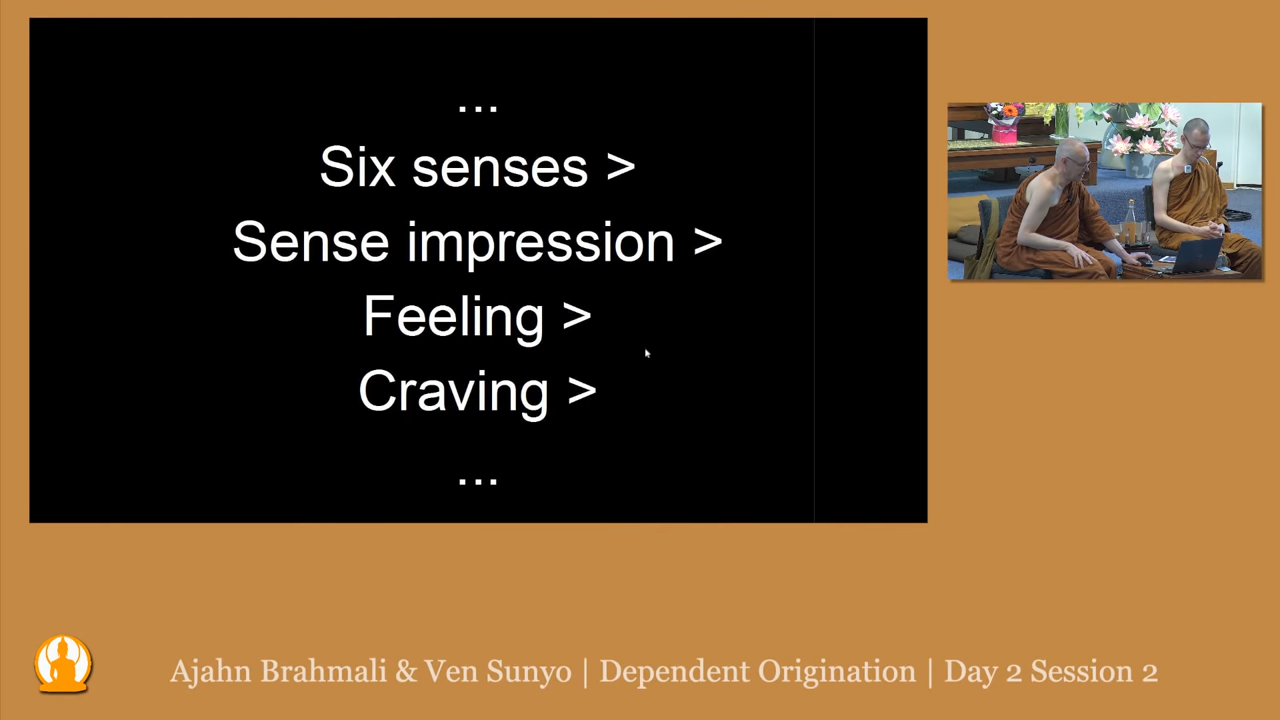 ...
Six senses >
Sense impression >
Feeling >
Craving >
...
Ajahn Brahmali & Ven Sunyo | Dependent Origination | Day 2 Session 2